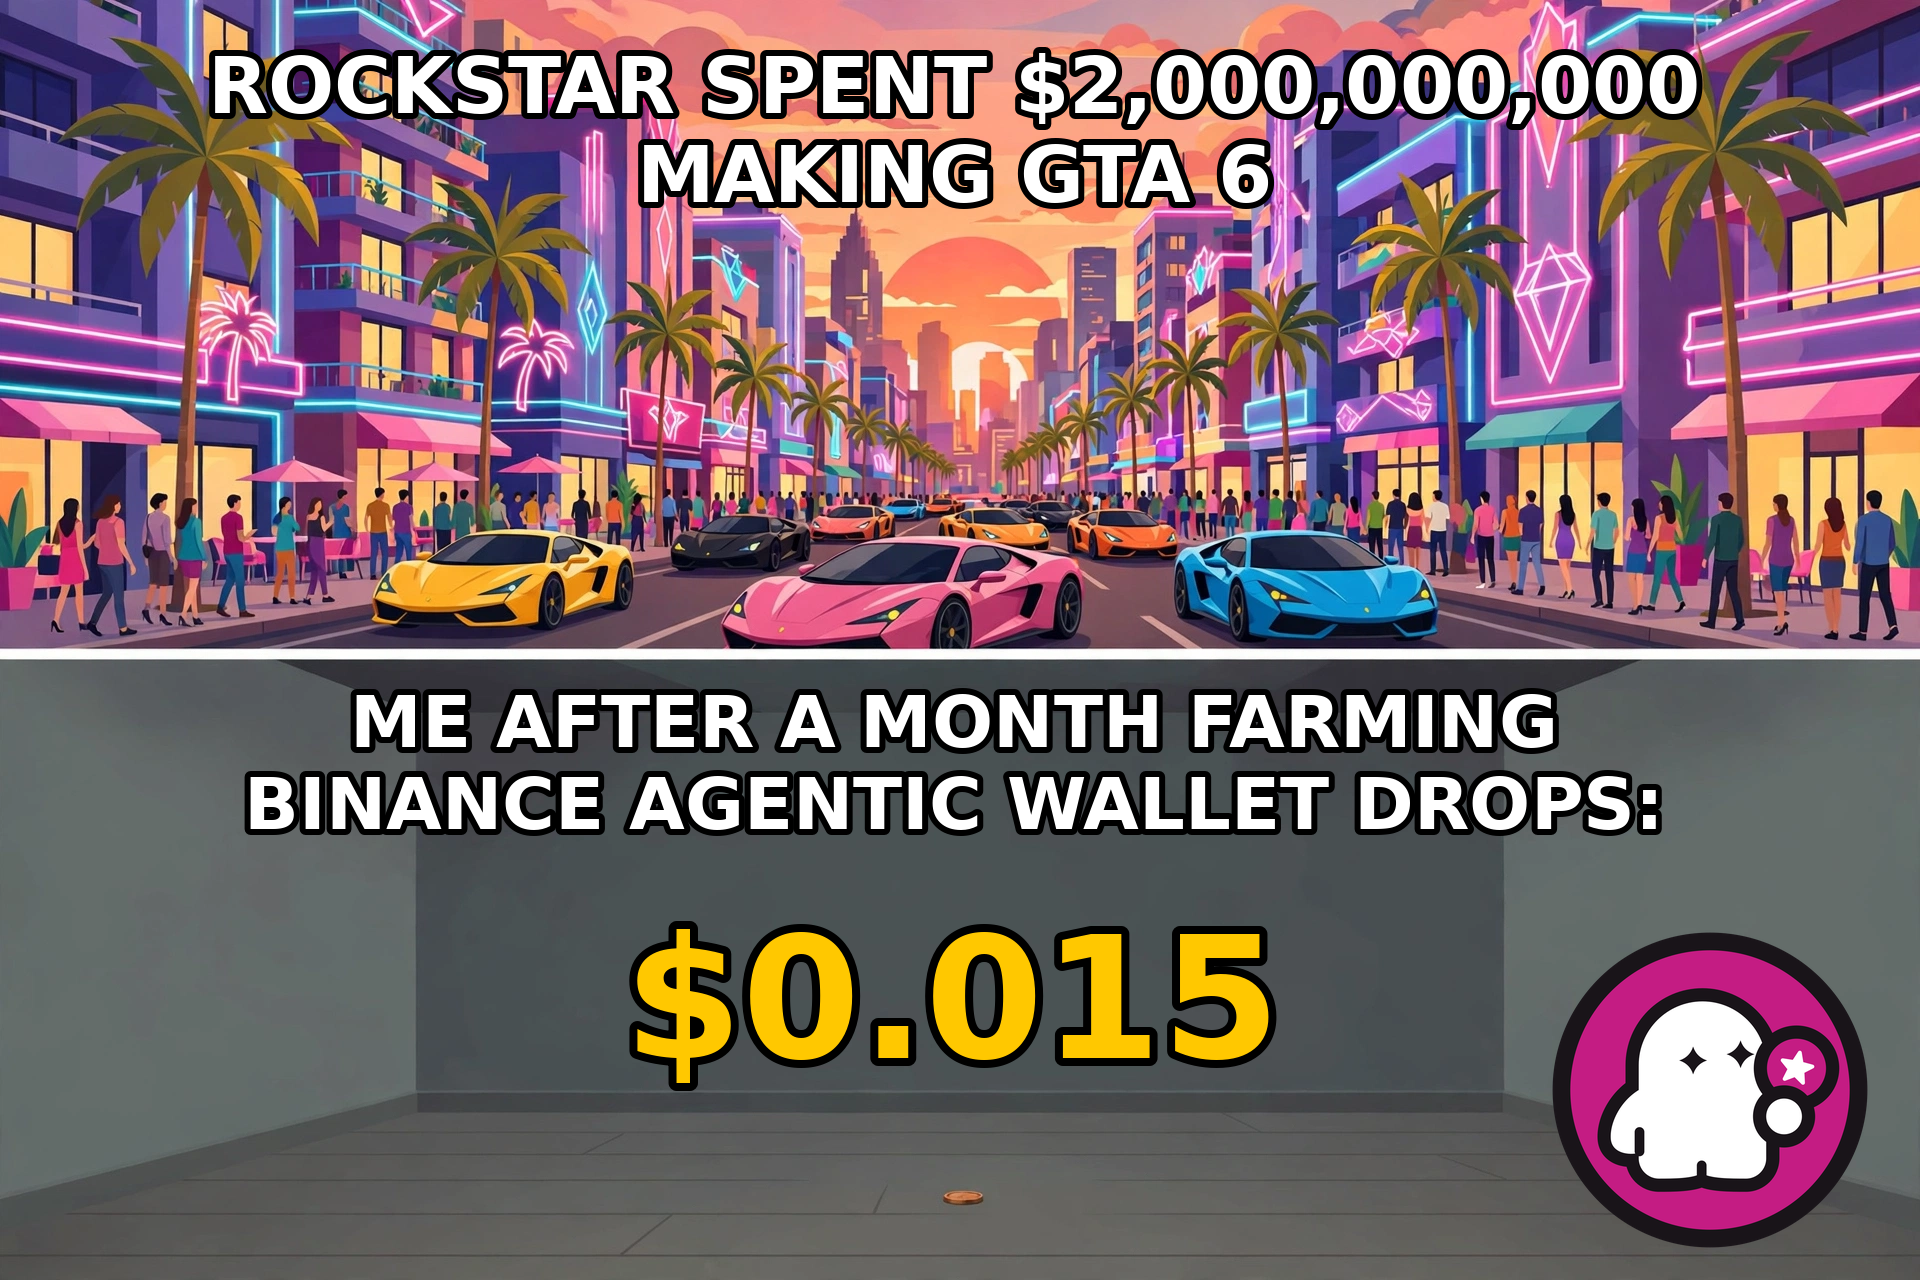 ROCKSTAR SPENT $2,000,000,000
MAKING GTA 6
ME AFTER A MONTH FARMING
BINANCE AGENTIC WALLET DROPS:
$0.015